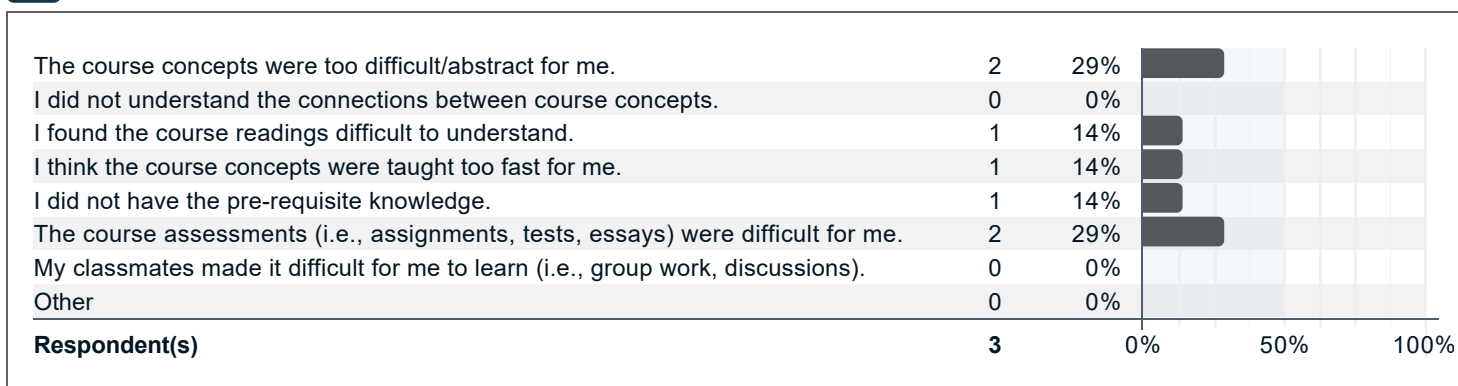 The course concepts were too difficult/abstract for me. 2 29%
I did not understand the connections between course concepts. 0 0%
I found the course readings difficult to understand. 1 14%
I think the course concepts were taught too fast for me. 1 14%
I did not have the pre-requisite knowledge. 1 14%
The course assessments (i.e., assignments, tests, essays) were difficult for me. 2 29%
My classmates made it difficult for me to learn (i.e., group work, discussions). 0 0%
Other 0 0%
Respondent(s) 3 0% 50% 100%